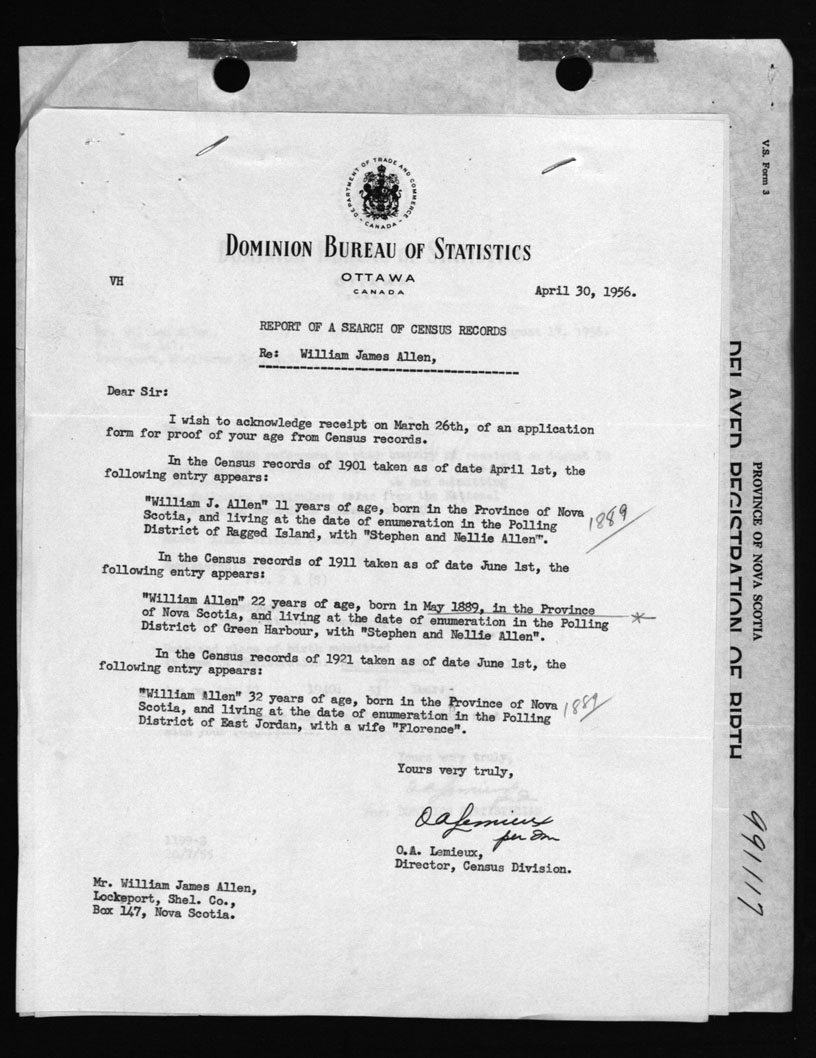 DEPARTMENT OF TRADE AND COMMERCE
CANADA
DOMINION BUREAU OF STATISTICS
OTTAWA
CANADA
VH
April 30, 1956.
REPORT OF A SEARCH OF CENSUS RECORDS
Re: William James Allen,
Dear Sir:
I wish to acknowledge receipt on March 26th, of an application
form for proof of your age from Census records.
In the Census records of 1901 taken as of date April 1st, the
following entry appears:
"William J. Allen" 11 years of age, born in the Province of Nova
Scotia, and living at the date of enumeration in the Polling
District of Ragged Island, with "Stephen and Nellie Allen".
1889
In the Census records of 1911 taken as of date June 1st, the
following entry appears:
"William Allen" 22 years of age, born in May 1889, in the Province
of Nova Scotia, and living at the date of enumeration in the Polling
District of Green Harbour, with "Stephen and Nellie Allen".
In the Census records of 1921 taken as of date June 1st, the
following entry appears:
"William Allen" 32 years of age, born in the Province of Nova
Scotia, and living at the date of enumeration in the Polling
District of East Jordan, with a wife "Florence".
1889
Yours very truly,
O A Lemieux
per
O.A. Lemieux,
Director, Census Division.
Mr. William James Allen,
Lockeport, Shel. Co.,
Box 147, Nova Scotia.
V.S. Form 3
PROVINCE OF NOVA SCOTIA
DELAYED REGISTRATION OF BIRTH
991117